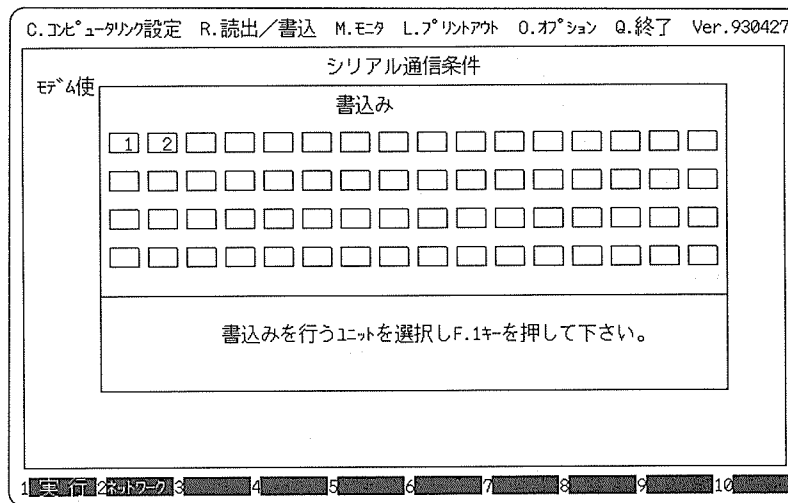 C.ｺﾝﾋﾟｭｰﾀﾘﾝｸ設定 R.読出／書込 M.ﾓﾆﾀ L.ﾌﾟﾘﾝﾄｱｳﾄ O.ｵﾌﾟｼｮﾝ Q.終了 Ver.930427
シリアル通信条件
ﾓﾃﾞﾑ使
書込み
1 2
書込みを行うﾕﾆｯﾄを選択しF.1ｷｰを押して下さい。
1 実 行 2ﾈｯﾄﾜｰｸ 3 4 5 6 7 8 9 10